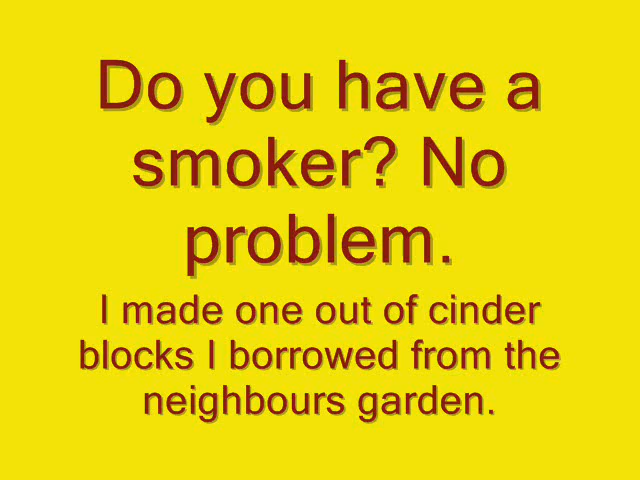 Do you have a
smoker? No
problem.
I made one out of cinder
blocks I borrowed from the
neighbours garden.